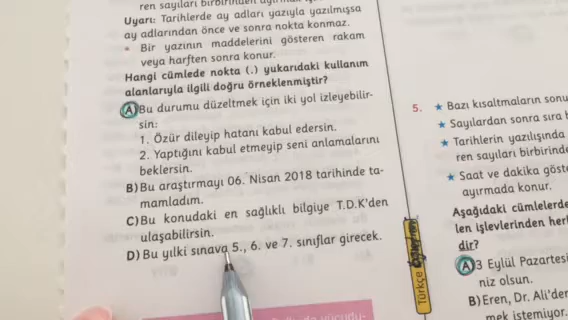 ren sayıları birbirinden
Uyarı: Tarihlerde ay adları yazıyla yazılmışsa
ay adlarından önce ve sonra nokta konmaz.
• Bir yazının maddelerini gösteren rakam
veya harften sonra konur.
Hangi cümlede nokta (.) yukarıdaki kullanım
alanlarıyla ilgili doğru örneklenmiştir?
A) Bu durumu düzeltmek için iki yol izleyebilir-
sin:
1. Özür dileyip hatanı kabul edersin.
2. Yaptığını kabul etmeyip seni anlamalarını
beklersin.
B) Bu araştırmayı 06. Nisan 2018 tarihinde ta-
mamladım.
C) Bu konudaki en sağlıklı bilgiye T.D.K'den
ulaşabilirsin.
D) Bu yılki sınava 5., 6. ve 7. sınıflar girecek.
5. ★ Bazı kısaltmaların sonu
★ Sayılardan sonra sıra
★ Tarihlerin yazılışında
ren sayıları birbirind
★ Saat ve dakika göst
ayırmada konur.
Aşağıdaki cümlelerd
len işlevlerinden her
dir?
A) 3 Eylül Pazartesi
niz olsun.
B) Eren, Dr. Ali'den
mek istemiyor.
Türkçe